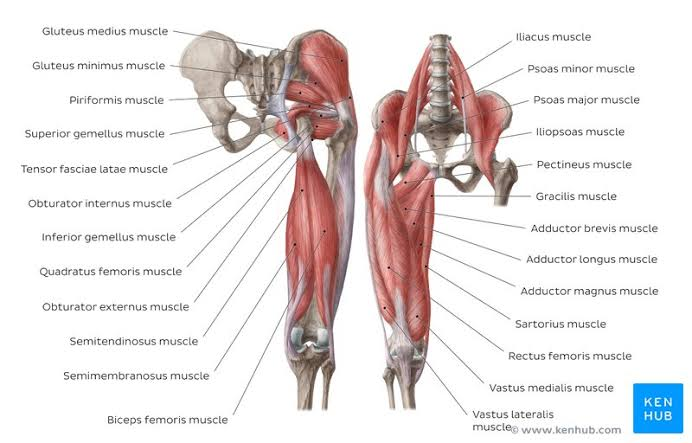 Gluteus medius muscle
Gluteus minimus muscle
Piriformis muscle
Superior gemellus muscle
Tensor fasciae latae muscle
Obturator internus muscle
Inferior gemellus muscle
Quadratus femoris muscle
Obturator externus muscle
Semitendinosus muscle
Semimembranosus muscle
Biceps femoris muscle
Iliacus muscle
Psoas minor muscle
Psoas major muscle
Iliopsoas muscle
Pectineus muscle
Gracilis muscle
Adductor brevis muscle
Adductor longus muscle
Adductor magnus muscle
Sartorius muscle
Rectus femoris muscle
Vastus medialis muscle
Vastus lateralis
muscle
© www.kenhub.com
KEN
HUB